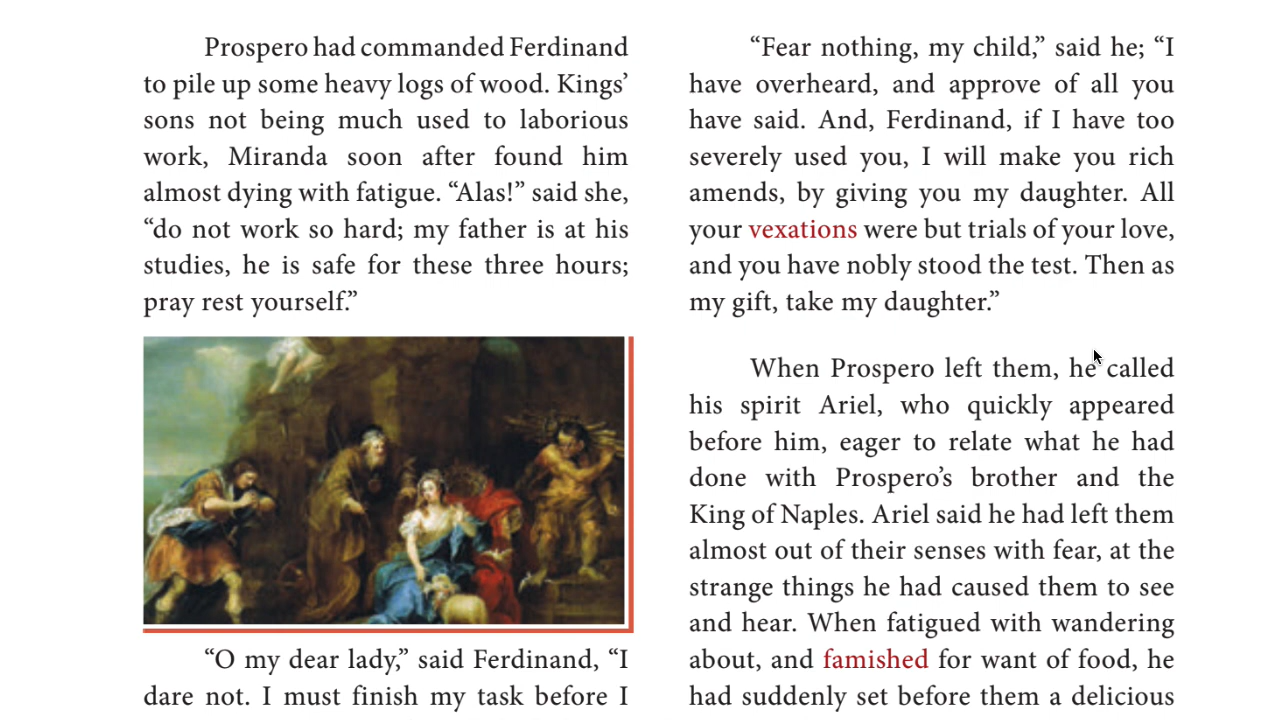 Prospero had commanded Ferdinand
to pile up some heavy logs of wood. Kings’
sons not being much used to laborious
work, Miranda soon after found him
almost dying with fatigue. “Alas!” said she,
“do not work so hard; my father is at his
studies, he is safe for these three hours;
pray rest yourself.”
“O my dear lady,” said Ferdinand, “I
dare not. I must finish my task before I
“Fear nothing, my child,” said he; “I
have overheard, and approve of all you
have said. And, Ferdinand, if I have too
severely used you, I will make you rich
amends, by giving you my daughter. All
your vexations were but trials of your love,
and you have nobly stood the test. Then as
my gift, take my daughter.”
When Prospero left them, he called
his spirit Ariel, who quickly appeared
before him, eager to relate what he had
done with Prospero’s brother and the
King of Naples. Ariel said he had left them
almost out of their senses with fear, at the
strange things he had caused them to see
and hear. When fatigued with wandering
about, and famished for want of food, he
had suddenly set before them a delicious